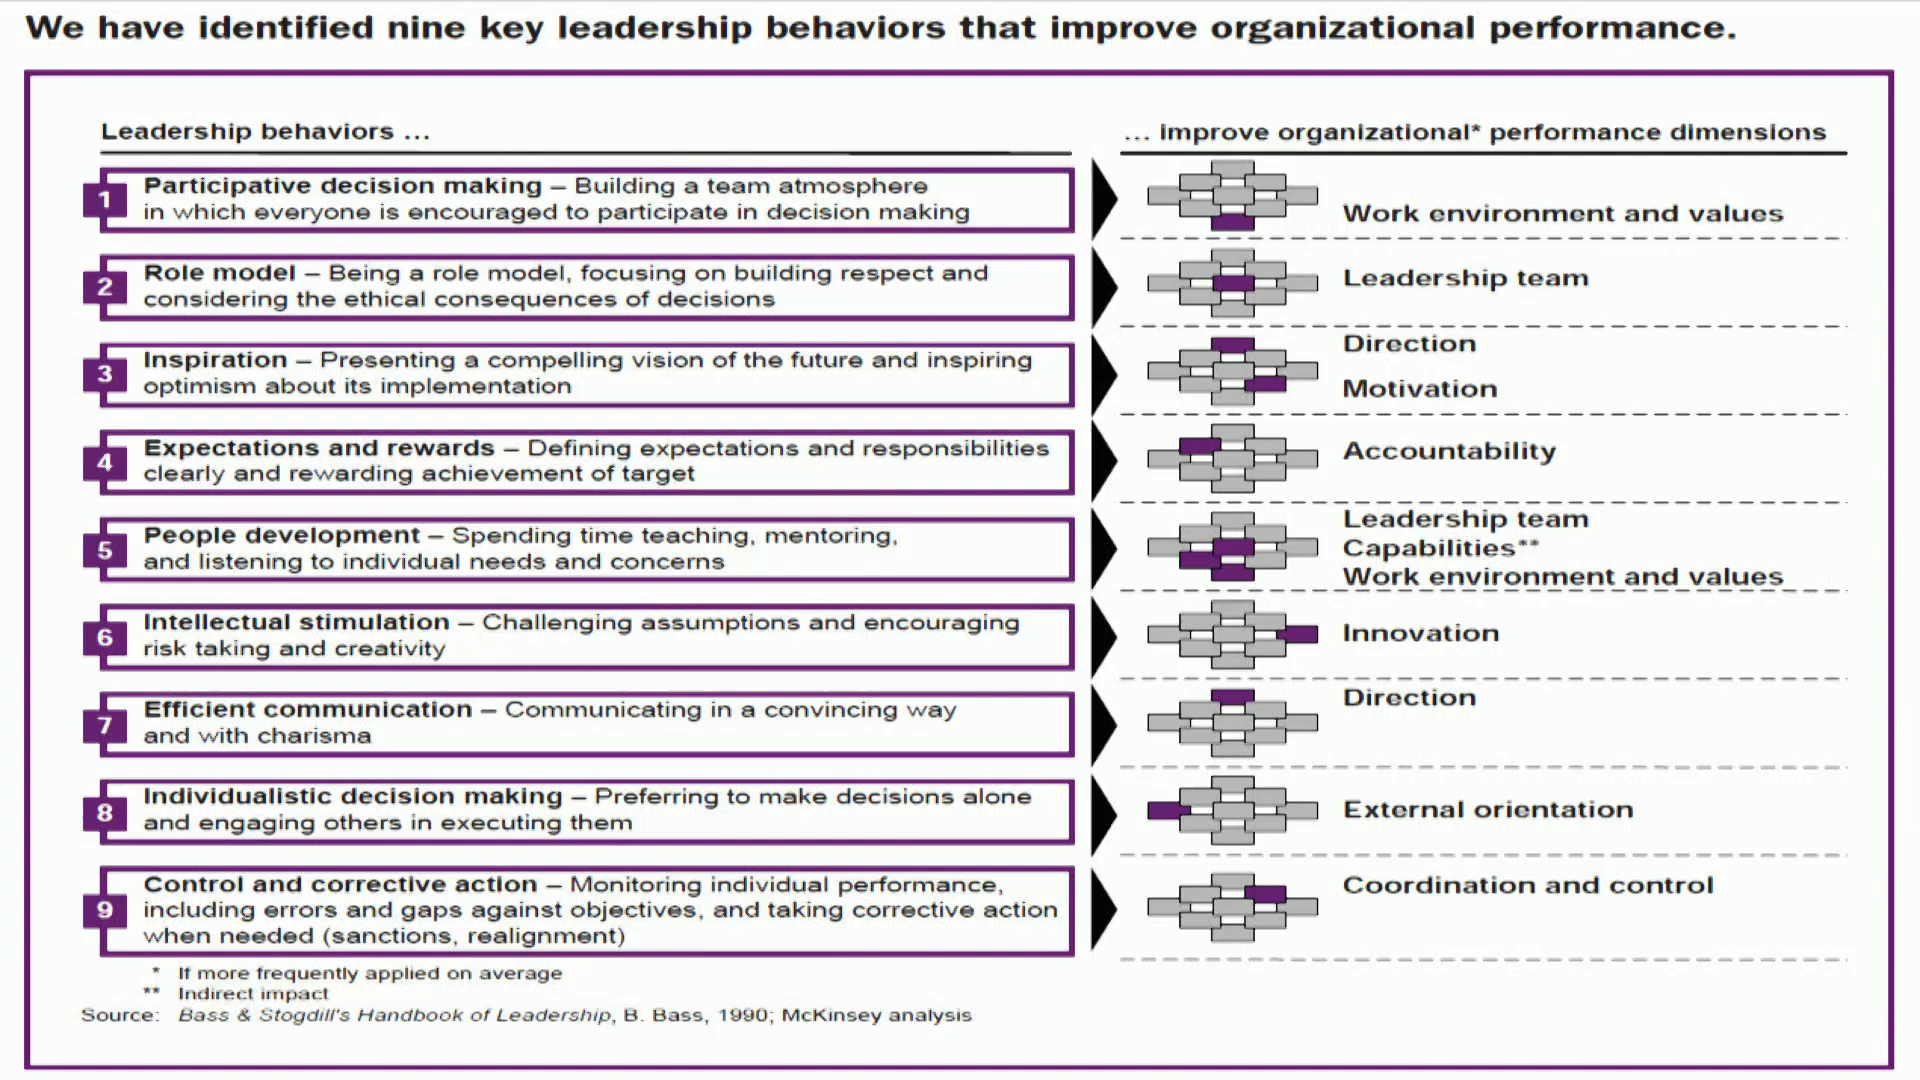 We have identified nine key leadership behaviors that improve organizational performance.
Leadership behaviors ...
... improve organizational* performance dimensions
1
Participative decision making – Building a team atmosphere
in which everyone is encouraged to participate in decision making
Work environment and values
2
Role model – Being a role model, focusing on building respect and
considering the ethical consequences of decisions
Leadership team
3
Inspiration – Presenting a compelling vision of the future and inspiring
optimism about its implementation
Direction
Motivation
4
Expectations and rewards – Defining expectations and responsibilities
clearly and rewarding achievement of target
Accountability
5
People development – Spending time teaching, mentoring,
and listening to individual needs and concerns
Leadership team
Capabilities**
Work environment and values
6
Intellectual stimulation – Challenging assumptions and encouraging
risk taking and creativity
Innovation
7
Efficient communication – Communicating in a convincing way
and with charisma
Direction
8
Individualistic decision making – Preferring to make decisions alone
and engaging others in executing them
External orientation
9
Control and corrective action – Monitoring individual performance,
including errors and gaps against objectives, and taking corrective action
when needed (sanctions, realignment)
Coordination and control
* If more frequently applied on average
** Indirect impact
Source: Bass & Stogdill's Handbook of Leadership, B. Bass, 1990; McKinsey analysis